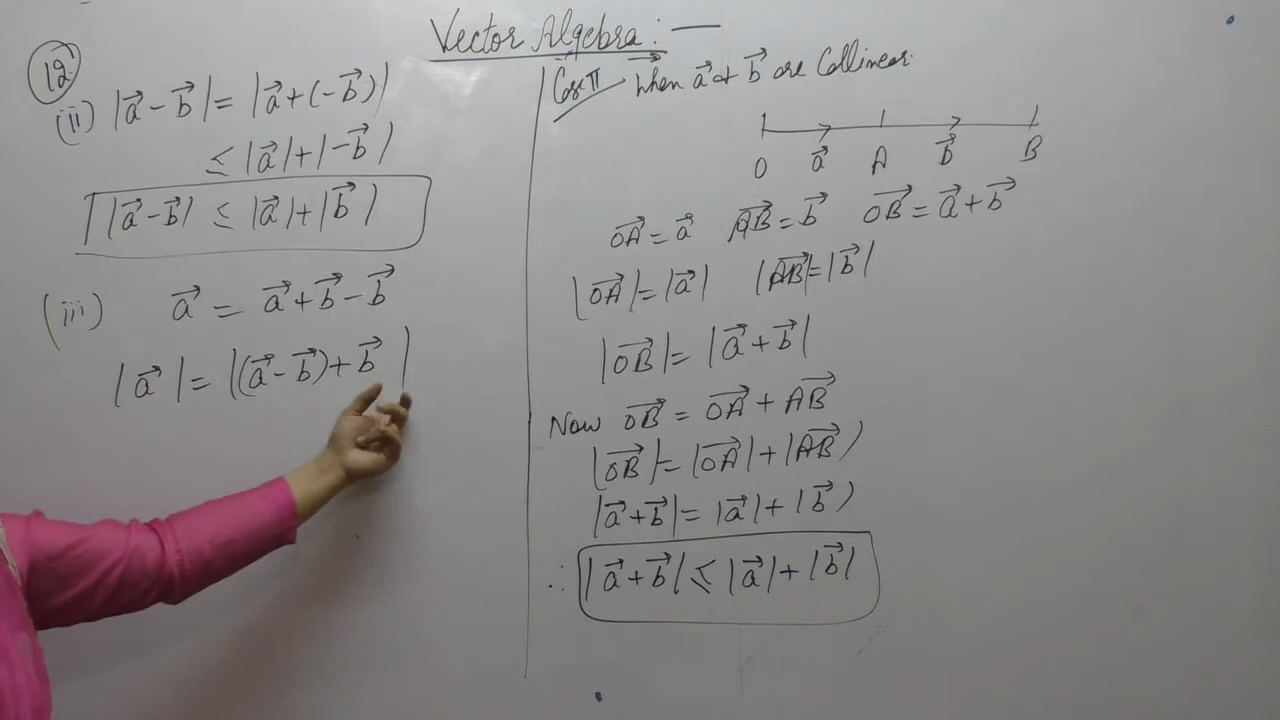 Vector Algebra : —
12
(ii) |a⃗ - b⃗| = |a⃗ + (-b⃗)|
≤ |a⃗| + |-b⃗|
|a⃗ - b⃗| ≤ |a⃗| + |b⃗|
(iii) a⃗ = a⃗ + b⃗ - b⃗
|a⃗| = |(a⃗ - b⃗) + b⃗|
Case II When a⃗ & b⃗ are Collinear.
O a⃗ A b⃗ B
OA⃗ = a⃗ AB⃗ = b⃗ OB⃗ = a⃗ + b⃗
|OA⃗| = |a⃗| |AB⃗| = |b⃗|
|OB⃗| = |a⃗ + b⃗|
Now OB⃗ = OA⃗ + AB⃗
|OB⃗| = |OA⃗| + |AB⃗|
|a⃗ + b⃗| = |a⃗| + |b⃗|
∴ |a⃗ + b⃗| ≤ |a⃗| + |b⃗|